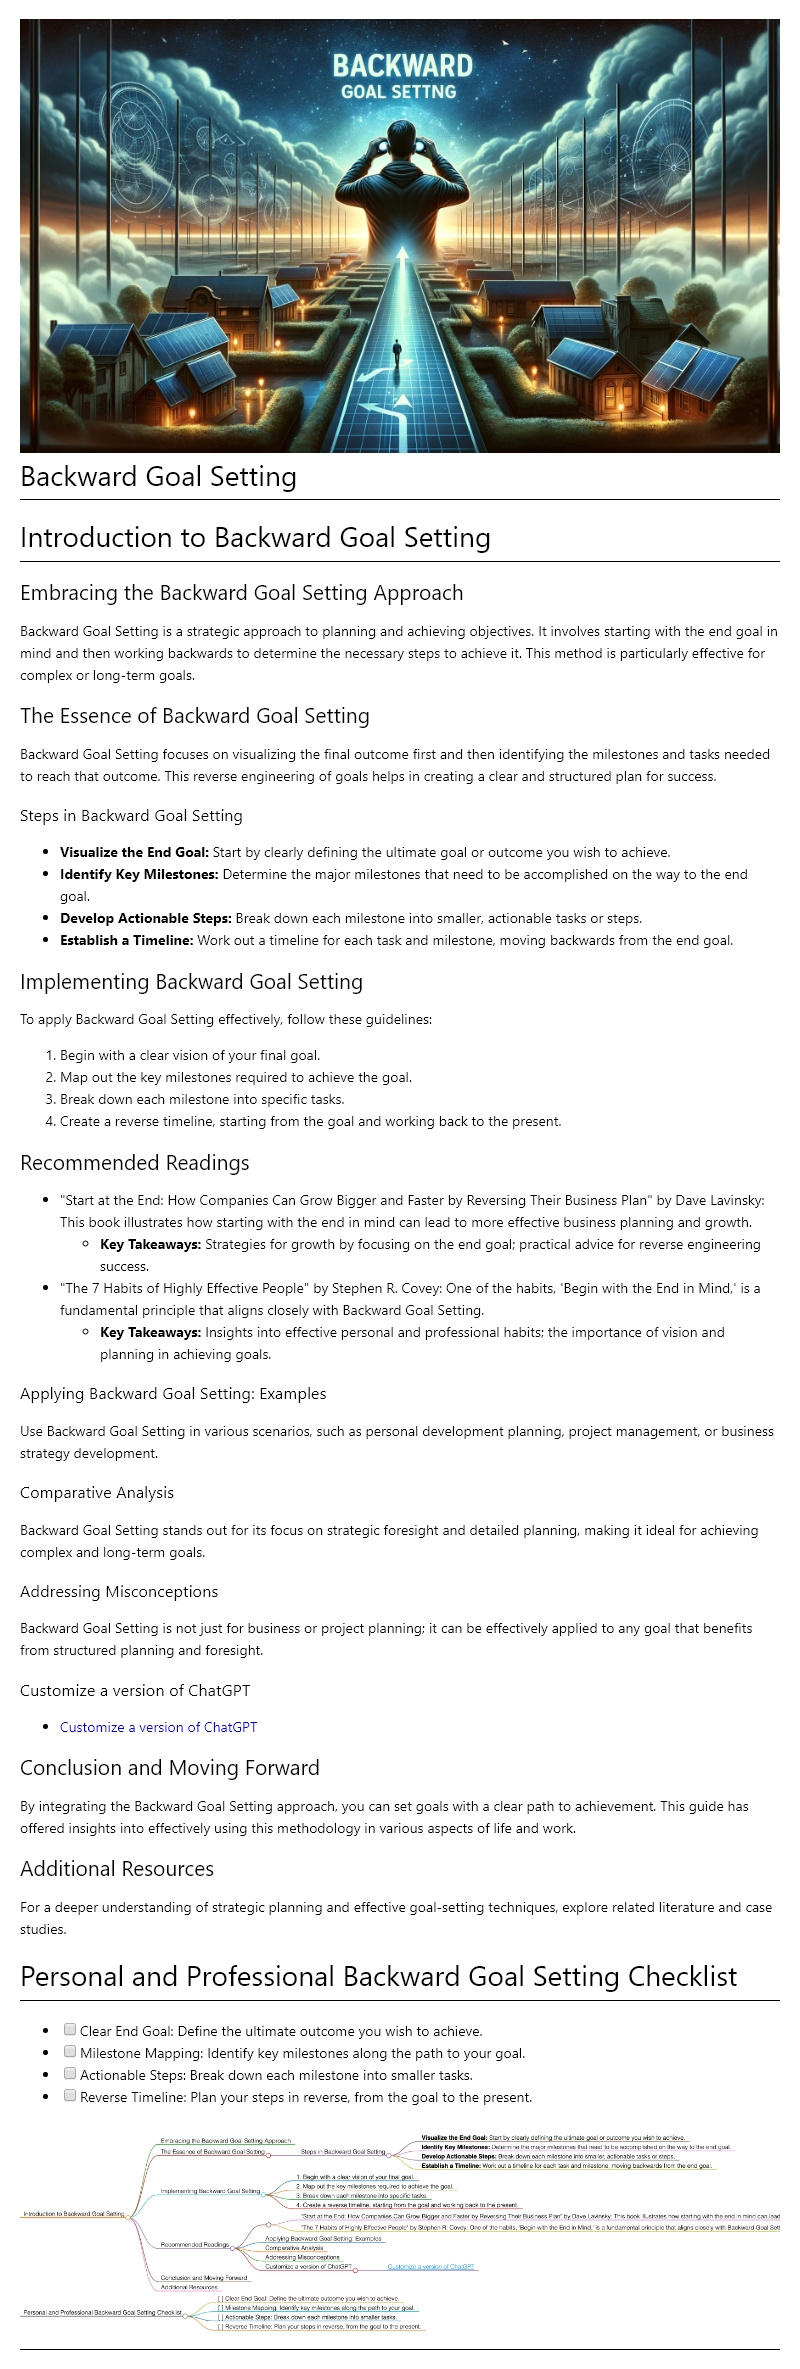 BACKWARD
GOAL SETTNG
Backward Goal Setting
Introduction to Backward Goal Setting
Embracing the Backward Goal Setting Approach
Backward Goal Setting is a strategic approach to planning and achieving objectives. It involves starting with the end goal in
mind and then working backwards to determine the necessary steps to achieve it. This method is particularly effective for
complex or long-term goals.
The Essence of Backward Goal Setting
Backward Goal Setting focuses on visualizing the final outcome first and then identifying the milestones and tasks needed
to reach that outcome. This reverse engineering of goals helps in creating a clear and structured plan for success.
Steps in Backward Goal Setting
Visualize the End Goal: Start by clearly defining the ultimate goal or outcome you wish to achieve.
Identify Key Milestones: Determine the major milestones that need to be accomplished on the way to the end
goal.
Develop Actionable Steps: Break down each milestone into smaller, actionable tasks or steps.
Establish a Timeline: Work out a timeline for each task and milestone, moving backwards from the end goal.
Implementing Backward Goal Setting
To apply Backward Goal Setting effectively, follow these guidelines:
1. Begin with a clear vision of your final goal.
2. Map out the key milestones required to achieve the goal.
3. Break down each milestone into specific tasks.
4. Create a reverse timeline, starting from the goal and working back to the present.
Recommended Readings
"Start at the End: How Companies Can Grow Bigger and Faster by Reversing Their Business Plan" by Dave Lavinsky:
This book illustrates how starting with the end in mind can lead to more effective business planning and growth.
Key Takeaways: Strategies for growth by focusing on the end goal; practical advice for reverse engineering
success.
"The 7 Habits of Highly Effective People" by Stephen R. Covey: One of the habits, 'Begin with the End in Mind,' is a
fundamental principle that aligns closely with Backward Goal Setting.
Key Takeaways: Insights into effective personal and professional habits; the importance of vision and
planning in achieving goals.
Applying Backward Goal Setting: Examples
Use Backward Goal Setting in various scenarios, such as personal development planning, project management, or business
strategy development.
Comparative Analysis
Backward Goal Setting stands out for its focus on strategic foresight and detailed planning, making it ideal for achieving
complex and long-term goals.
Addressing Misconceptions
Backward Goal Setting is not just for business or project planning; it can be effectively applied to any goal that benefits
from structured planning and foresight.
Customize a version of ChatGPT
Customize a version of ChatGPT
Conclusion and Moving Forward
By integrating the Backward Goal Setting approach, you can set goals with a clear path to achievement. This guide has
offered insights into effectively using this methodology in various aspects of life and work.
Additional Resources
For a deeper understanding of strategic planning and effective goal-setting techniques, explore related literature and case
studies.
Personal and Professional Backward Goal Setting Checklist
Clear End Goal: Define the ultimate outcome you wish to achieve.
Milestone Mapping: Identify key milestones along the path to your goal.
Actionable Steps: Break down each milestone into smaller tasks.
Reverse Timeline: Plan your steps in reverse, from the goal to the present.
Introduction to Backward Goal Setting
Embracing the Backward Goal Setting Approach
The Essence of Backward Goal Setting
Steps in Backward Goal Setting
Visualize the End Goal: Start by clearly defining the ultimate goal or outcome you wish to achieve.
Identify Key Milestones: Determine the major milestones that need to be accomplished on the way to the end goal.
Develop Actionable Steps: Break down each milestone into smaller, actionable tasks or steps.
Establish a Timeline: Work out a timeline for each task and milestone, moving backwards from the end goal.
Implementing Backward Goal Setting
1. Begin with a clear vision of your final goal.
2. Map out the key milestones required to achieve the goal.
3. Break down each milestone into specific tasks.
4. Create a reverse timeline, starting from the goal and working back to the present.
Recommended Readings
"Start at the End: How Companies Can Grow Bigger and Faster by Reversing Their Business Plan" by Dave Lavinsky: This book illustrates how starting with the end in mind can lead
"The 7 Habits of Highly Effective People" by Stephen R. Covey: One of the habits, 'Begin with the End in Mind,' is a fundamental principle that aligns closely with Backward Goal Sett
Applying Backward Goal Setting: Examples
Comparative Analysis
Addressing Misconceptions
Customize a version of ChatGPT
Customize a version of ChatGPT
Conclusion and Moving Forward
Additional Resources
Personal and Professional Backward Goal Setting Checklist
[ ] Clear End Goal: Define the ultimate outcome you wish to achieve.
[ ] Milestone Mapping: Identify key milestones along the path to your goal.
[ ] Actionable Steps: Break down each milestone into smaller tasks.
[ ] Reverse Timeline: Plan your steps in reverse, from the goal to the present.